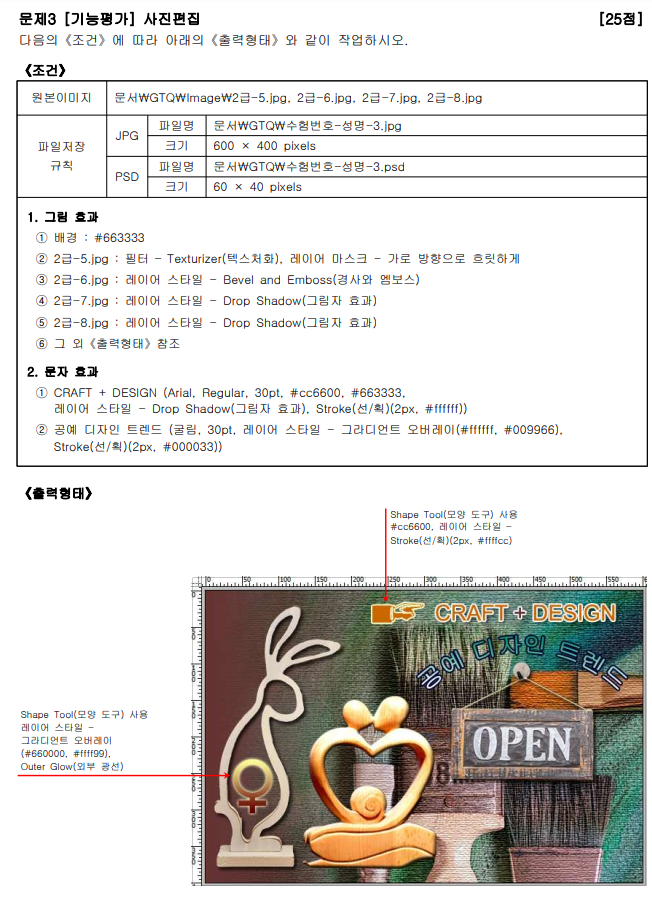 문제3 [기능평가] 사진편집 [25점]
다음의 《조건》에 따라 아래의 《출력형태》와 같이 작업하시오.
《조건》
원본이미지 문서₩GTQ₩Image₩2급-5.jpg, 2급-6.jpg, 2급-7.jpg, 2급-8.jpg
파일저장 규칙
JPG
파일명 문서₩GTQ₩수험번호-성명-3.jpg
크기 600 × 400 pixels
PSD
파일명 문서₩GTQ₩수험번호-성명-3.psd
크기 60 × 40 pixels
1. 그림 효과
① 배경 : #663333
② 2급-5.jpg : 필터 - Texturizer(텍스처화), 레이어 마스크 - 가로 방향으로 흐릿하게
③ 2급-6.jpg : 레이어 스타일 - Bevel and Emboss(경사와 엠보스)
④ 2급-7.jpg : 레이어 스타일 - Drop Shadow(그림자 효과)
⑤ 2급-8.jpg : 레이어 스타일 - Drop Shadow(그림자 효과)
⑥ 그 외 《출력형태》 참조
2. 문자 효과
① CRAFT + DESIGN (Arial, Regular, 30pt, #cc6600, #663333,
레이어 스타일 - Drop Shadow(그림자 효과), Stroke(선/획)(2px, #ffffff))
② 공예 디자인 트렌드 (굴림, 30pt, 레이어 스타일 - 그라디언트 오버레이(#ffffff, #009966),
Stroke(선/획)(2px, #000033))
《출력형태》
Shape Tool(모양 도구) 사용
#cc6600, 레이어 스타일 -
Stroke(선/획)(2px, #ffffcc)
0 50 100 150 200 250 300 350 400 450 500 550 600
CRAFT + DESIGN
공예 디자인 트렌드
OPEN
8
Shape Tool(모양 도구) 사용
레이어 스타일 -
그라디언트 오버레이
(#660000, #ffff99),
Outer Glow(외부 광선)